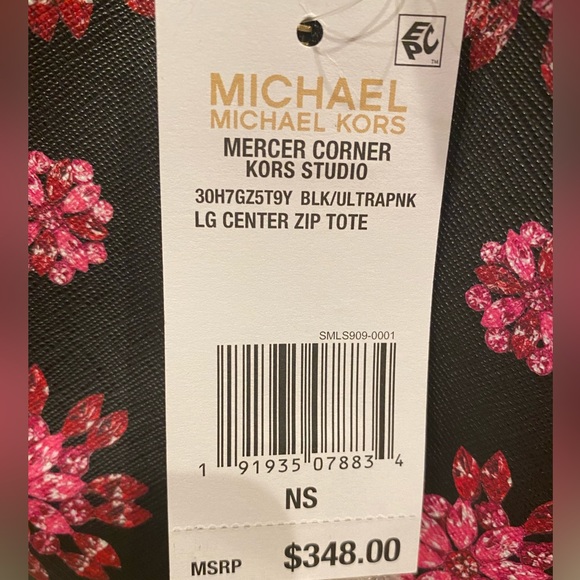 EPC™
MICHAEL
MICHAEL KORS
MERCER CORNER
KORS STUDIO
30H7GZ5T9Y BLK/ULTRAPNK
LG CENTER ZIP TOTE
SMLS909-0001
1 91935 07883 4
NS
MSRP $348.00